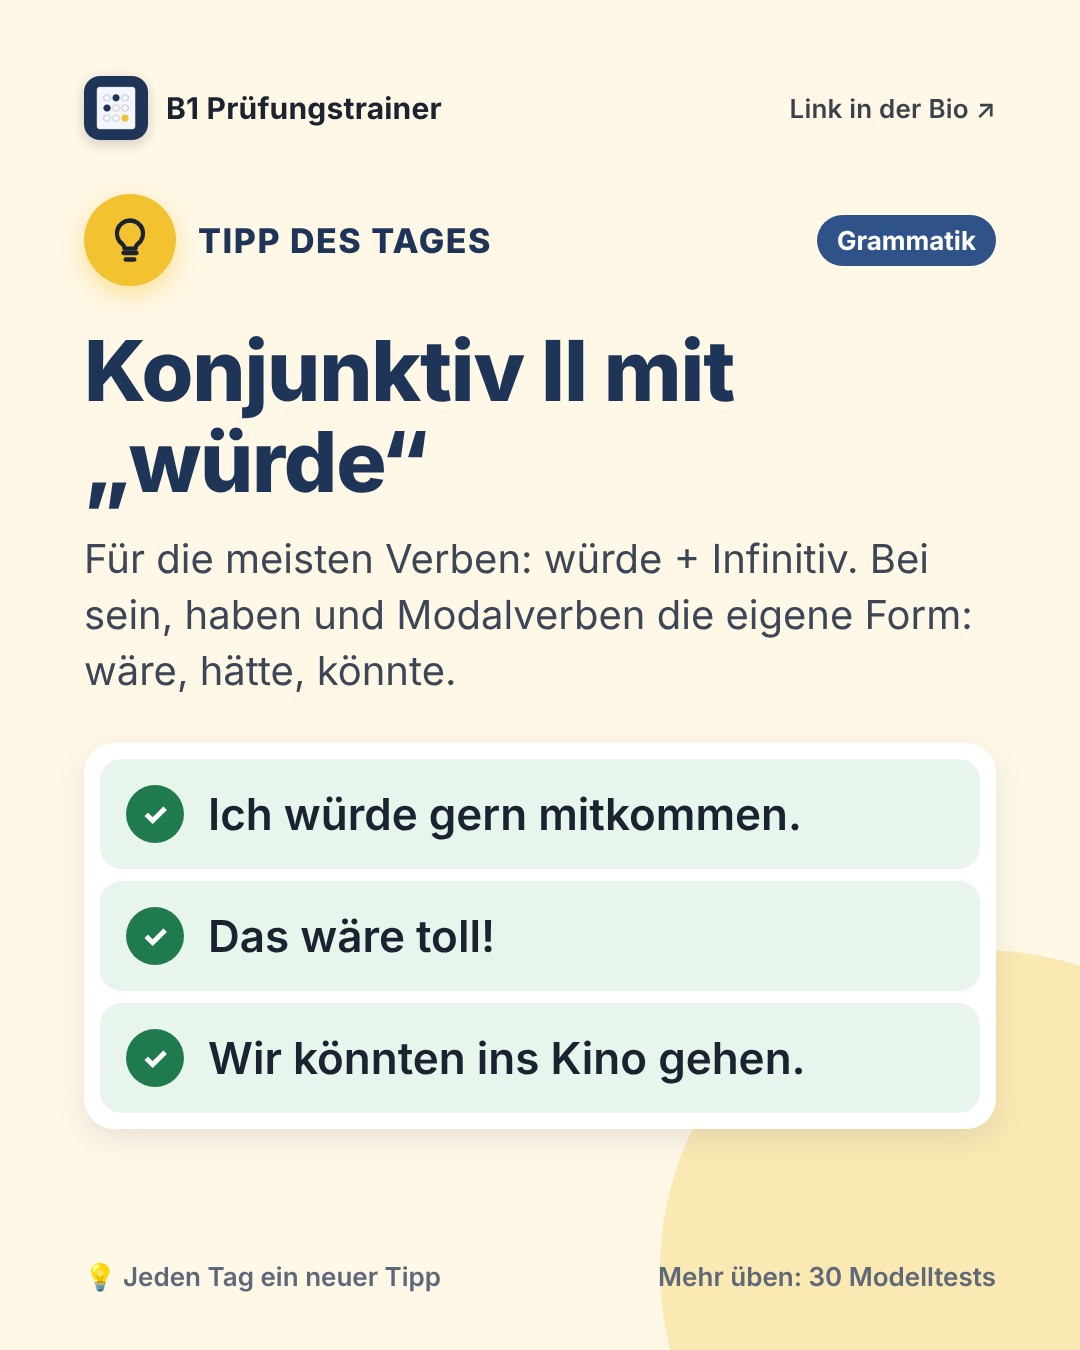 B1 Prüfungstrainer
Link in der Bio ↗
TIPP DES TAGES
Grammatik
Konjunktiv II mit
„würde“
Für die meisten Verben: würde + Infinitiv. Bei
sein, haben und Modalverben die eigene Form:
wäre, hätte, könnte.
Ich würde gern mitkommen.
Das wäre toll!
Wir könnten ins Kino gehen.
💡 Jeden Tag ein neuer Tipp
Mehr üben: 30 Modelltests